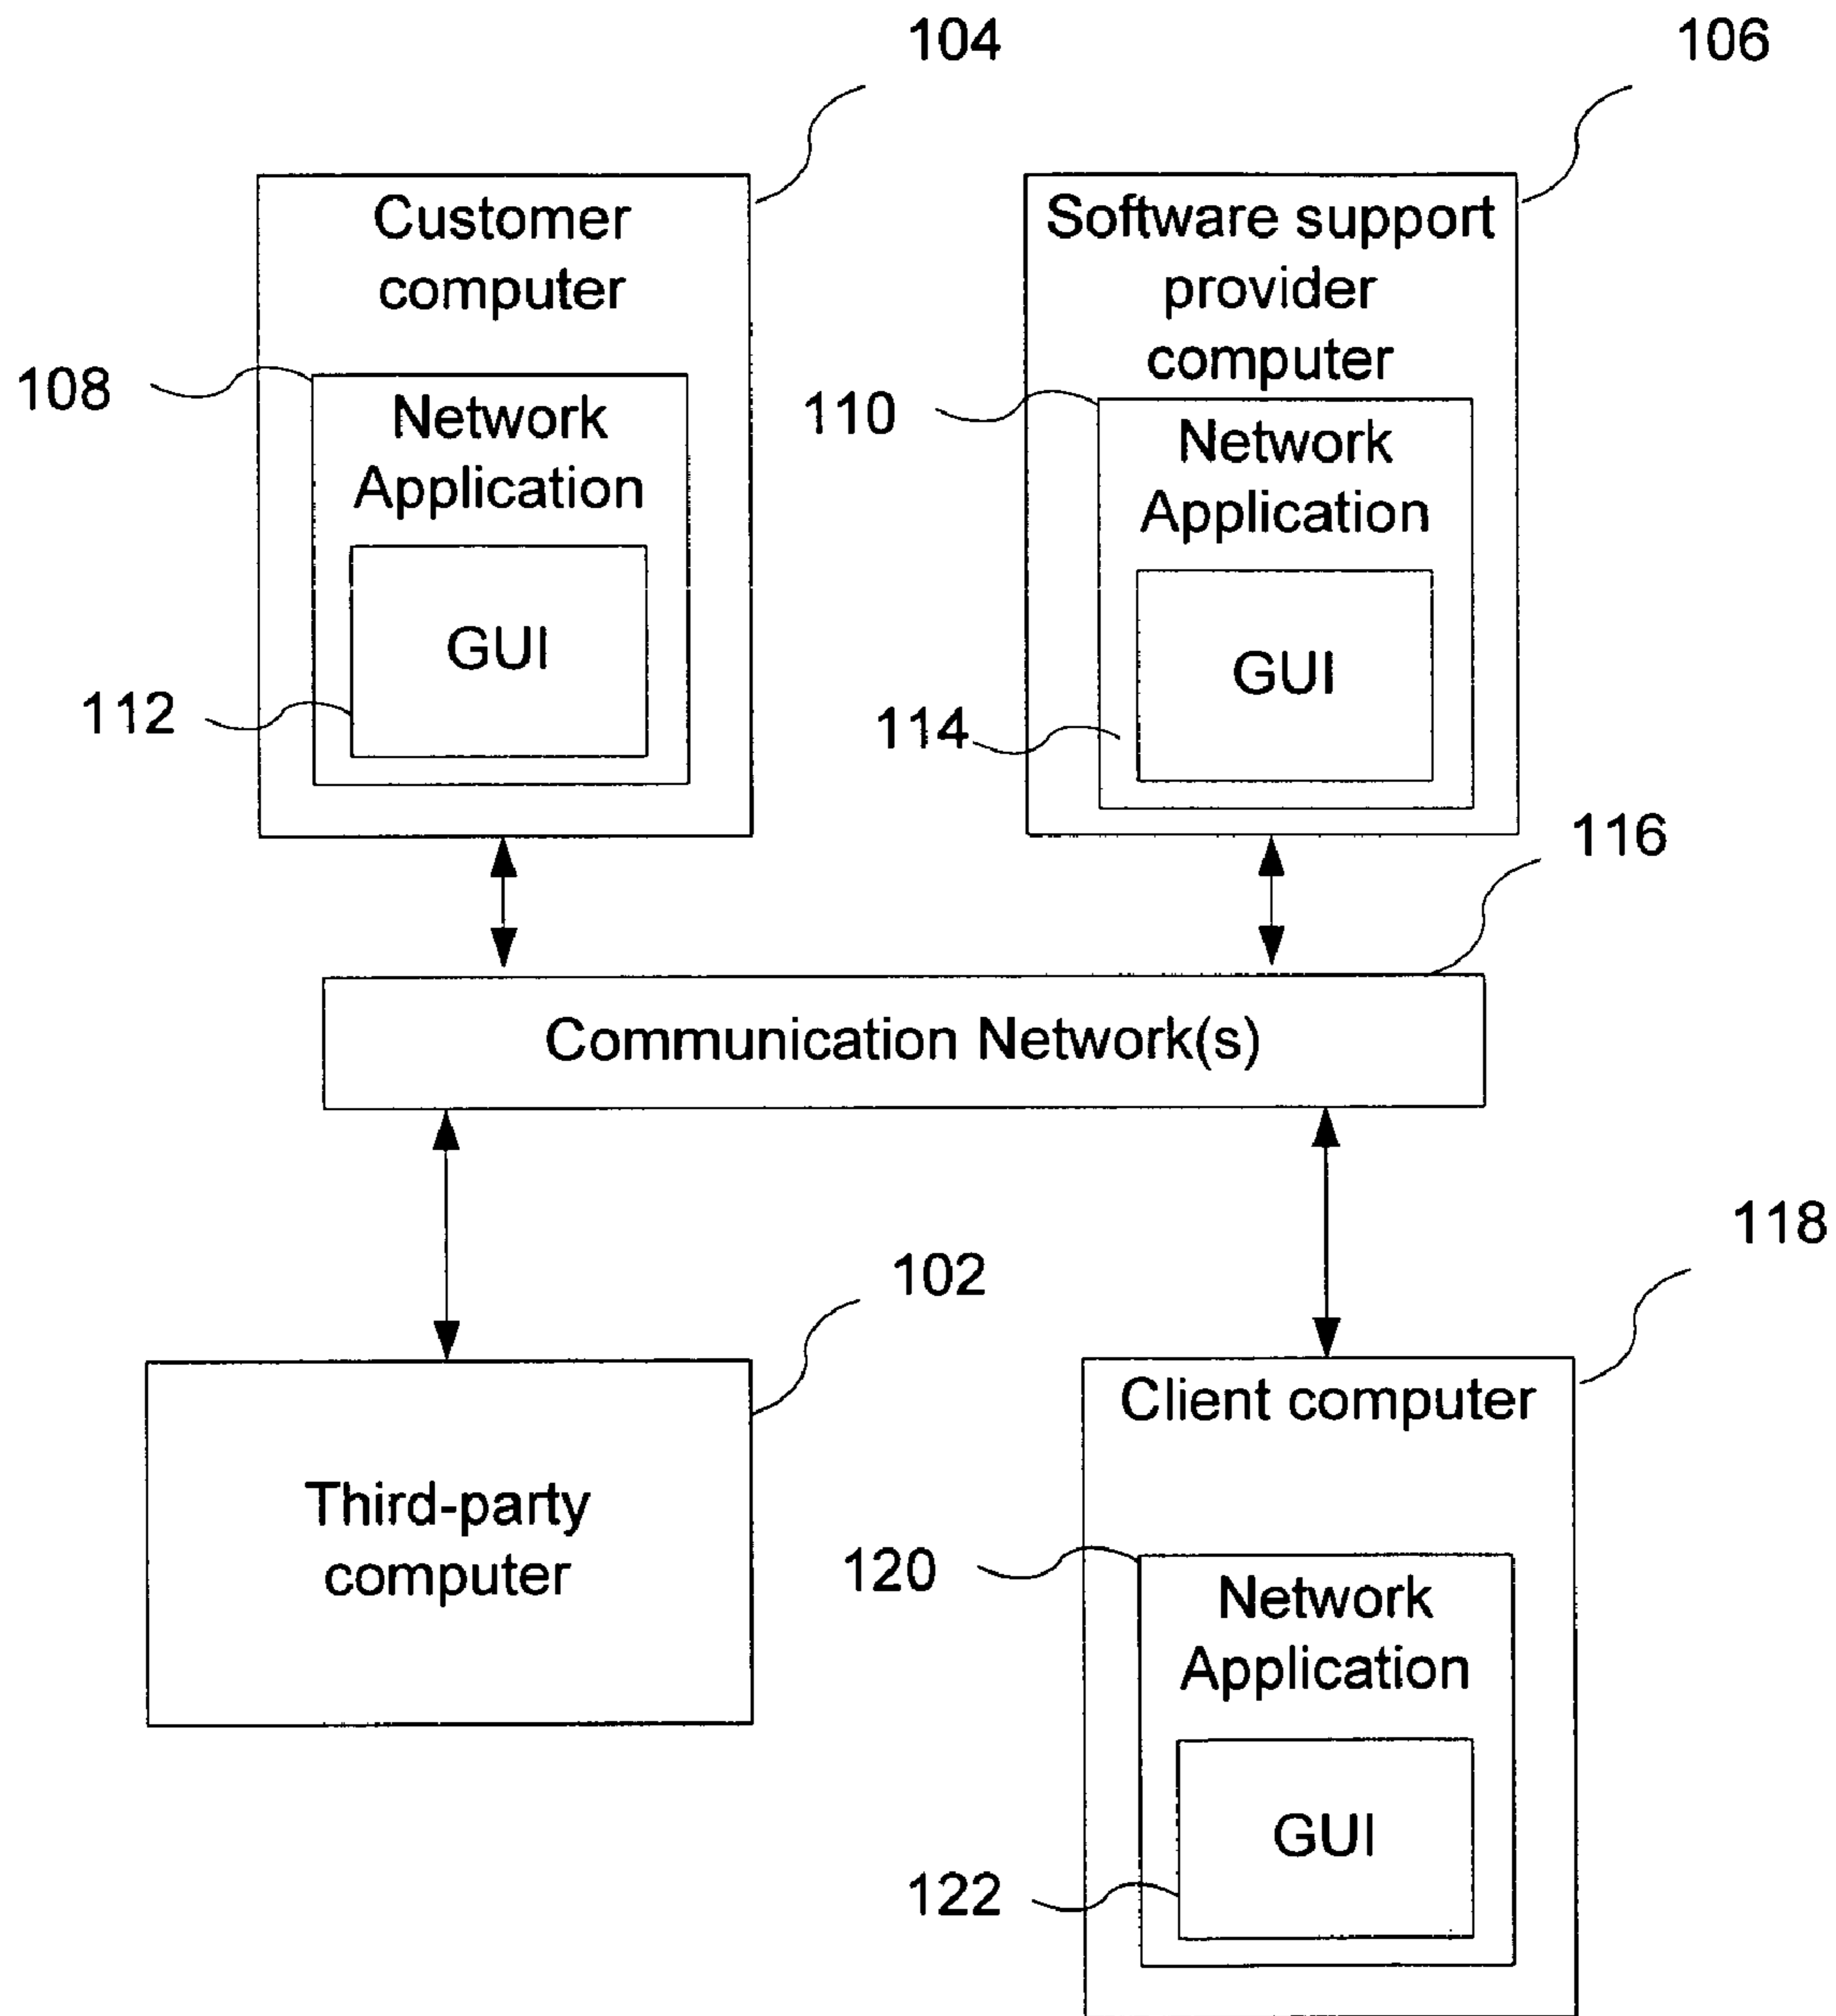 104
106
Customer
computer
Software support
provider
computer
108
Network
Application
110
Network
Application
GUI
GUI
112
114
116
Communication Network(s)
118
102
Client computer
Third-party
computer
120
Network
Application
GUI
122